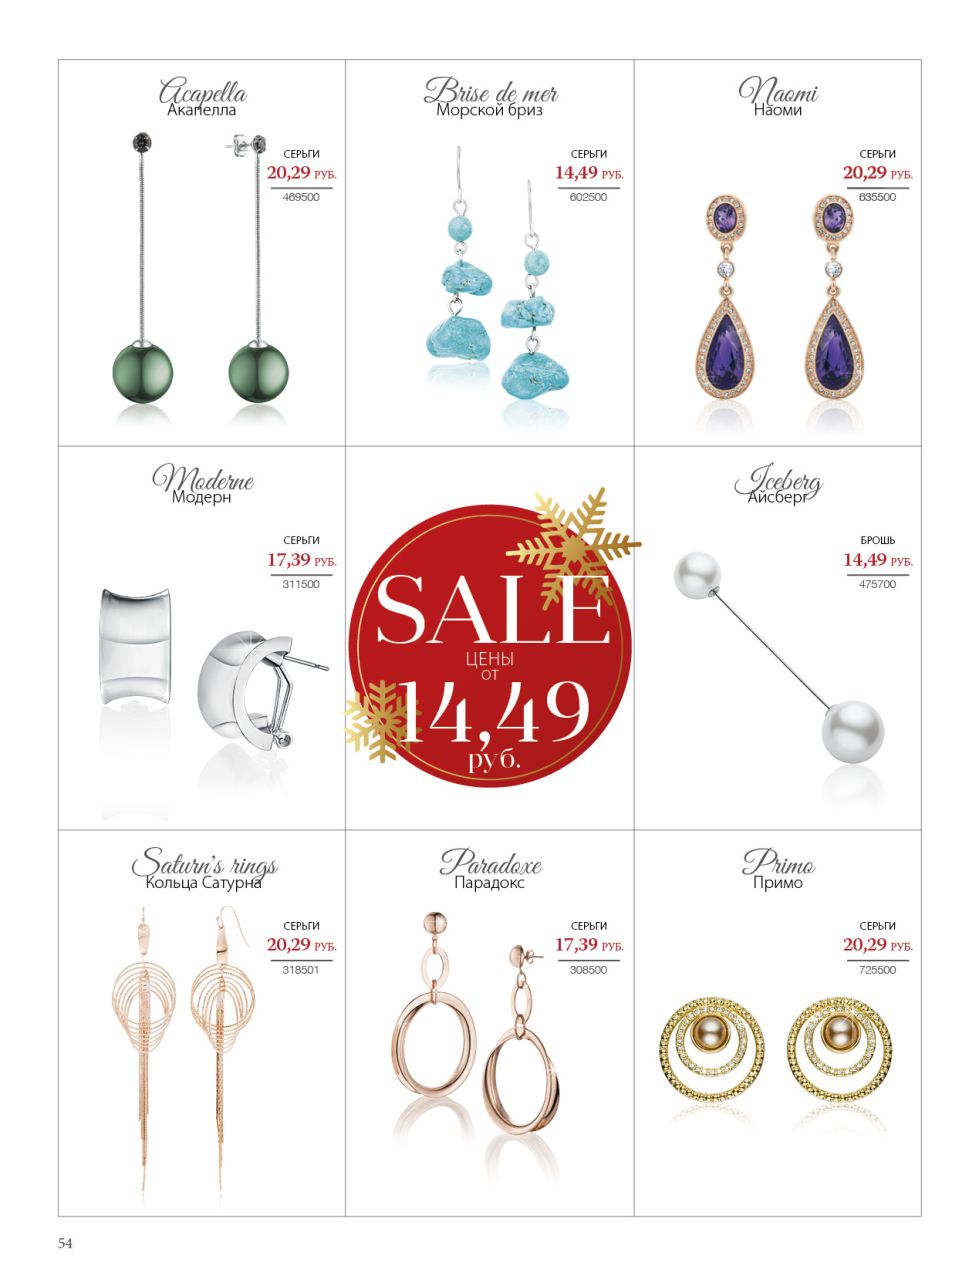 Acapella
Акапелла
СЕРЬГИ
20,29 РУБ.
469500
Brise de mer
Морской бриз
СЕРЬГИ
14,49 РУБ.
602500
Naomi
Наоми
СЕРЬГИ
20,29 РУБ.
635500
Moderne
Модерн
СЕРЬГИ
17,39 РУБ.
311500
SALE
ЦЕНЫ
ОТ
14,49
руб.
Iceberg
Айсберг
БРОШЬ
14,49 РУБ.
475700
Saturn's rings
Кольца Сатурна
СЕРЬГИ
20,29 РУБ.
318501
Paradoxe
Парадокс
СЕРЬГИ
17,39 РУБ.
308500
Primo
Примо
СЕРЬГИ
20,29 РУБ.
725500
54